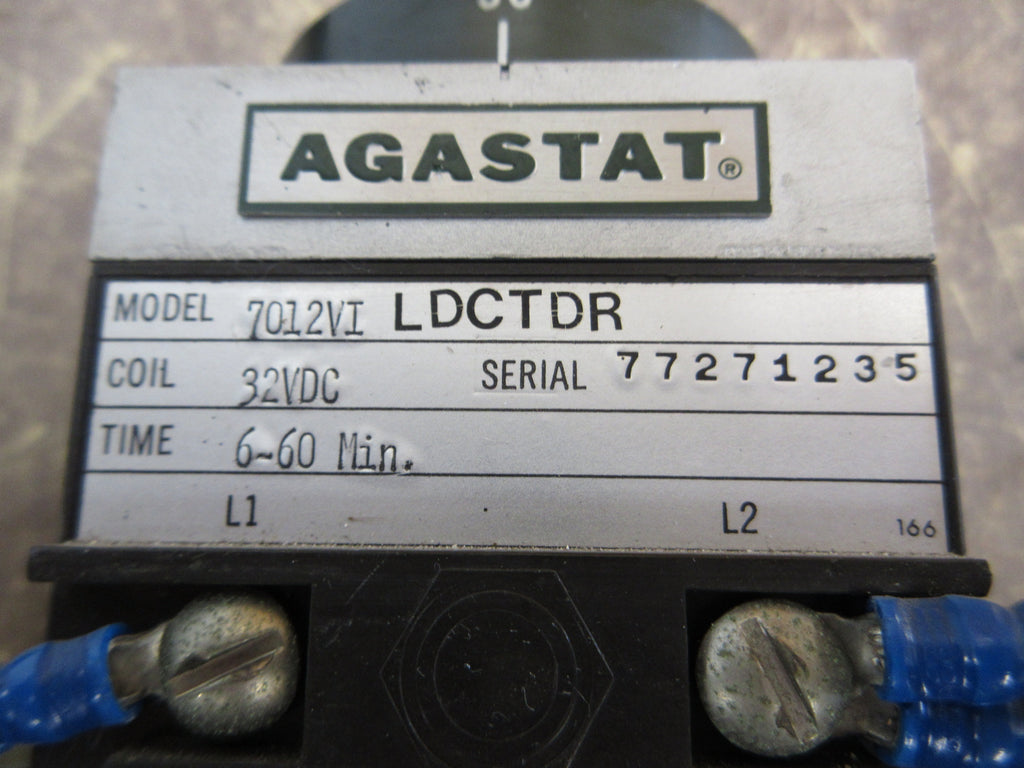 AGASTAT®
MODEL 7012VI LDCTDR
COIL 32VDC SERIAL 77271235
TIME 6-60 Min.
L1 L2 166